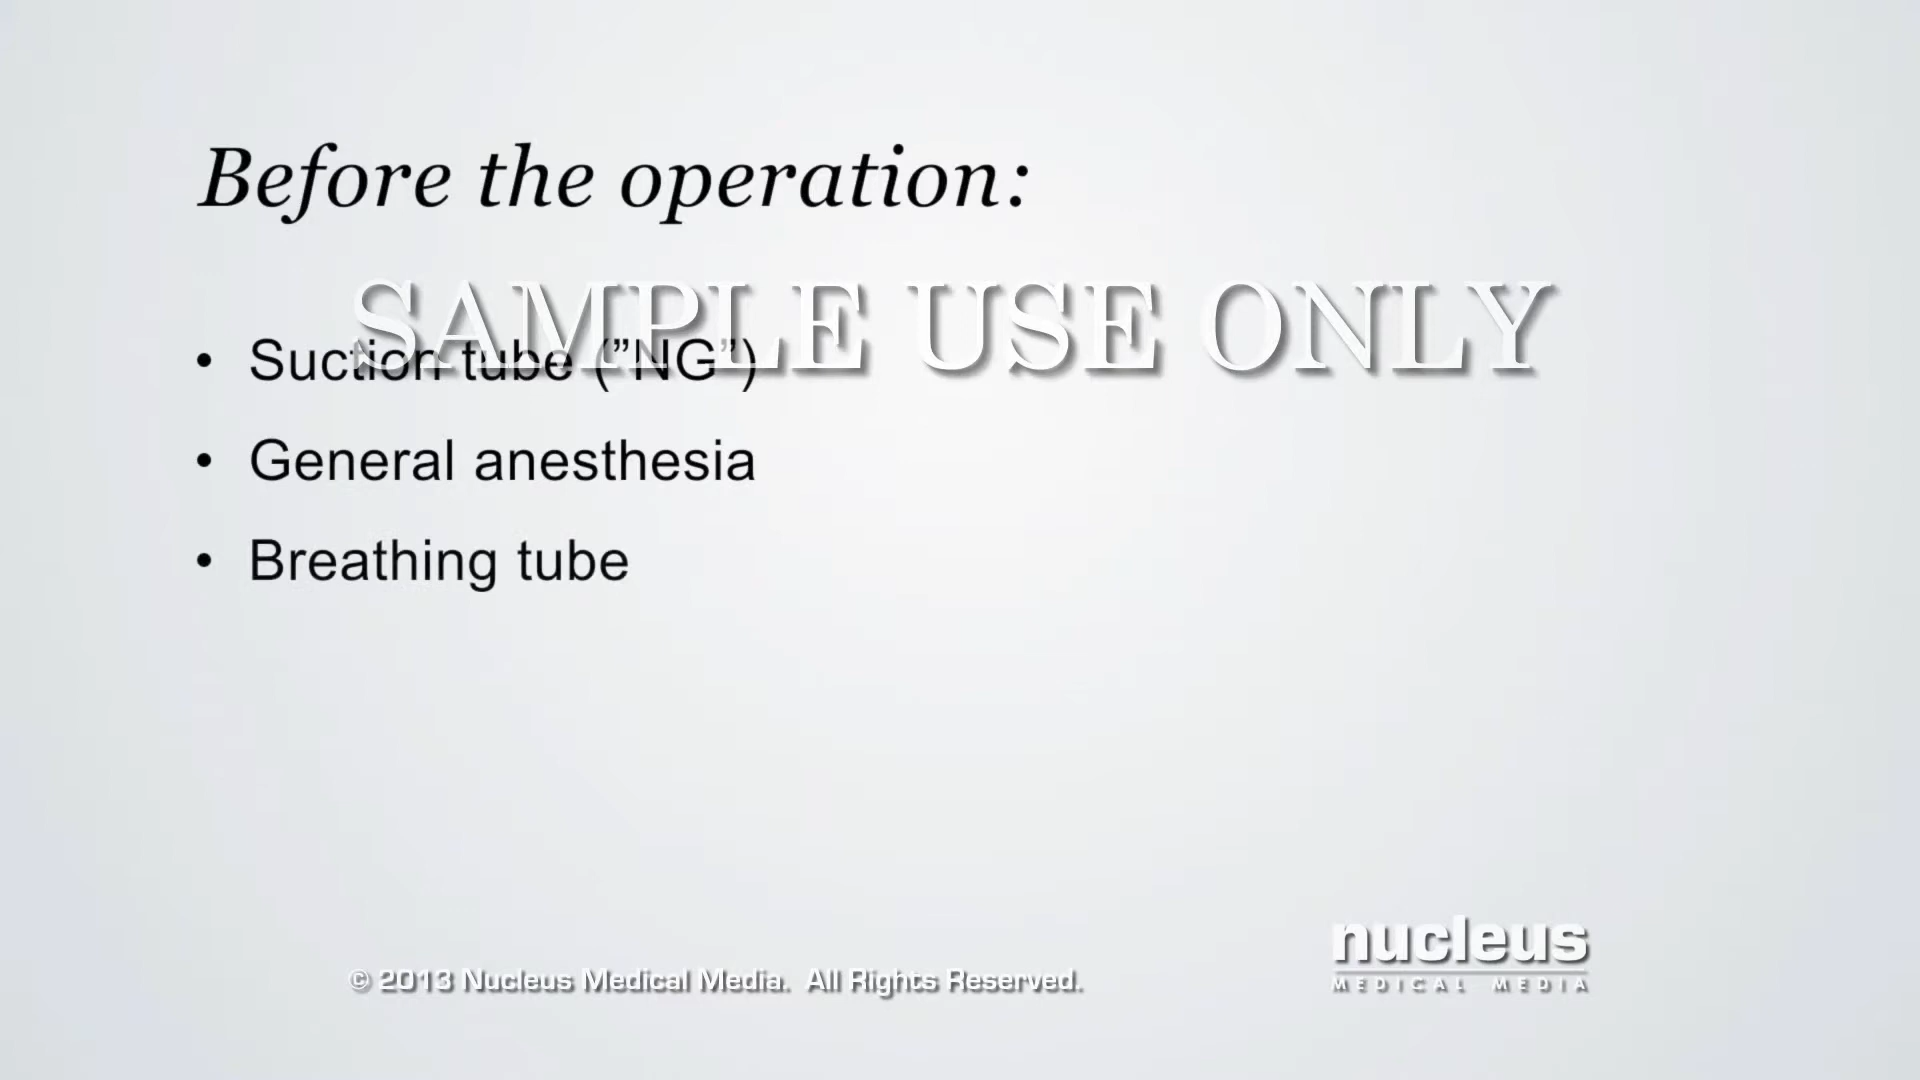 Before the operation:
SAMPLE USE ONLY
• Suction tube (”NG”)
• General anesthesia
• Breathing tube
nucleus
MEDICAL MEDIA
© 2013 Nucleus Medical Media. All Rights Reserved.